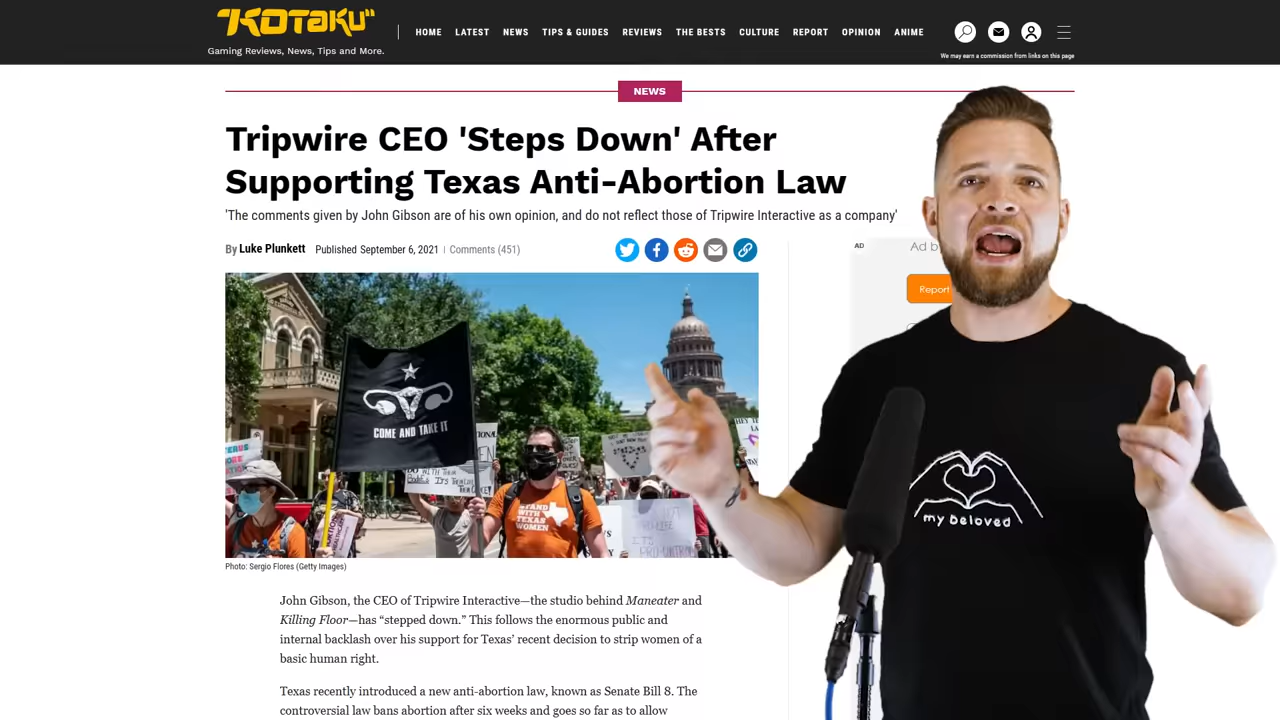 "KOTAKU"
Gaming Reviews, News, Tips and More.
HOME LATEST NEWS TIPS & GUIDES REVIEWS THE BESTS CULTURE REPORT OPINION ANIME
We may earn a commission from links on this page
NEWS
Tripwire CEO 'Steps Down' After
Supporting Texas Anti-Abortion Law
'The comments given by John Gibson are of his own opinion, and do not reflect those of Tripwire Interactive as a company'
By Luke Plunkett Published September 6, 2021 | Comments (451)
AD
Ad b
Report
COME AND TAKE IT
STAND
WITH
TEXAS
WOMEN
my beloved
Photo: Sergio Flores (Getty Images)
John Gibson, the CEO of Tripwire Interactive—the studio behind Maneater and
Killing Floor—has “stepped down.” This follows the enormous public and
internal backlash over his support for Texas’ recent decision to strip women of a
basic human right.
Texas recently introduced a new anti-abortion law, known as Senate Bill 8. The
controversial law bans abortion after six weeks and goes so far as to allow